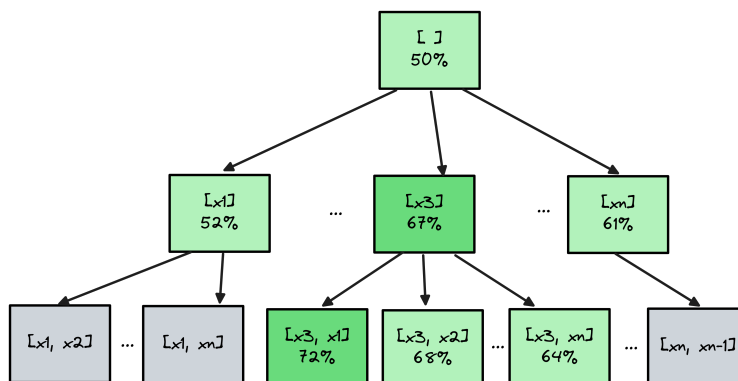 [ ]
50%
[x1]
52%
...
[x3]
67%
...
[xn]
61%
[x1, x2]
...
[x1, xn]
[x3, x1]
72%
[x3, x2]
68%
...
[x3, xn]
64%
...
[xn, xn-1]